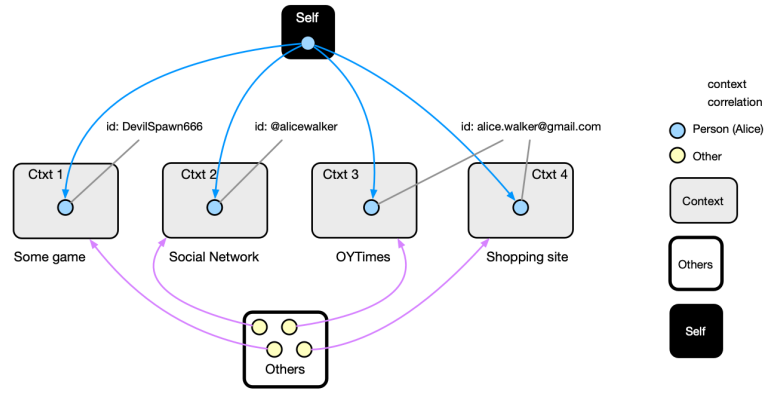 Self
context
correlation
id: DevilSpawn666
id: @alicewalker
id: alice.walker@gmail.com
Person (Alice)
Other
Ctxt 1
Ctxt 2
Ctxt 3
Ctxt 4
Context
Some game
Social Network
OYTimes
Shopping site
Others
Self
Others